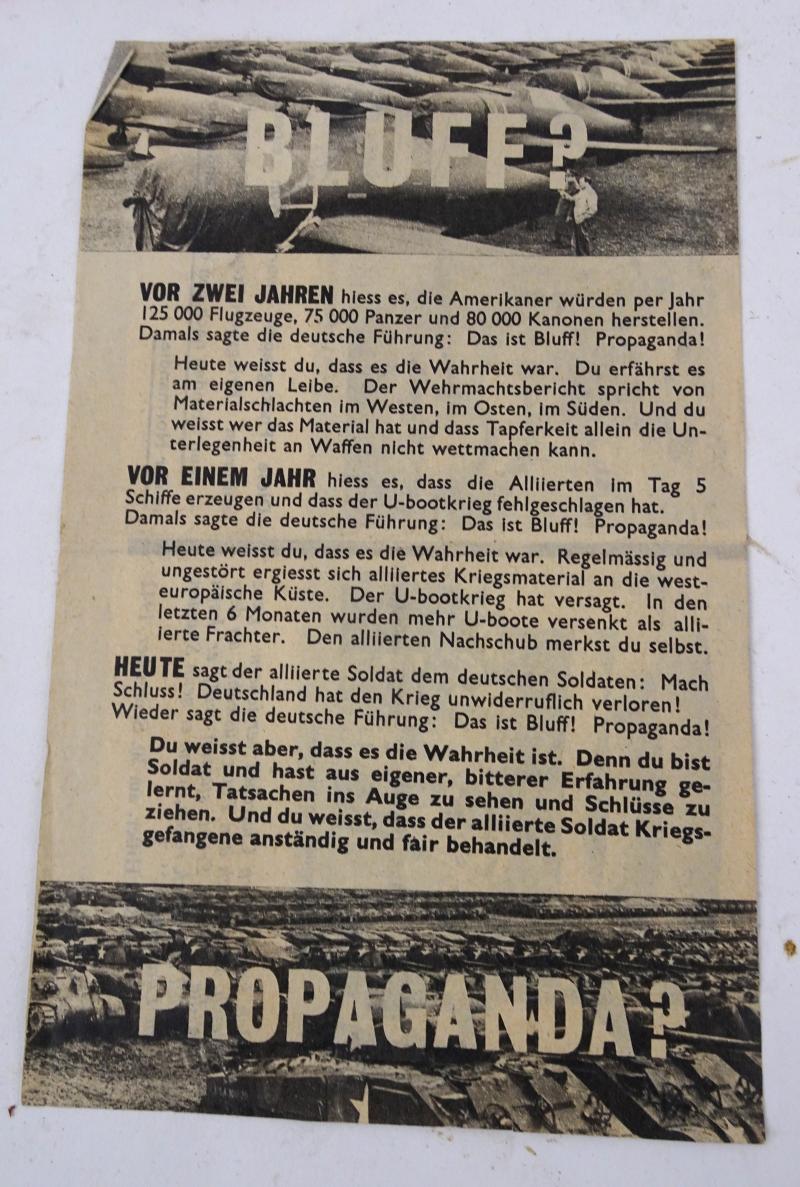 BLUFF?
VOR ZWEI JAHREN hiess es, die Amerikaner würden per Jahr
125 000 Flugzeuge, 75 000 Panzer und 80 000 Kanonen herstellen.
Damals sagte die deutsche Führung: Das ist Bluff! Propaganda!
Heute weisst du, dass es die Wahrheit war. Du erfährst es
am eigenen Leibe. Der Wehrmachtsbericht spricht von
Materialschlachten im Westen, im Osten, im Süden. Und du
weisst wer das Material hat und dass Tapferkeit allein die Un-
terlegenheit an Waffen nicht wettmachen kann.
VOR EINEM JAHR hiess es, dass die Alliierten im Tag 5
Schiffe erzeugen und dass der U-bootkrieg fehlgeschlagen hat.
Damals sagte die deutsche Führung: Das ist Bluff! Propaganda!
Heute weisst du, dass es die Wahrheit war. Regelmässig und
ungestört ergiesst sich alliiertes Kriegsmaterial an die west-
europäische Küste. Der U-bootkrieg hat versagt. In den
letzten 6 Monaten wurden mehr U-boote versenkt als alli-
ierte Frachter. Den alliierten Nachschub merkst du selbst.
HEUTE sagt der alliierte Soldat dem deutschen Soldaten: Mach
Schluss! Deutschland hat den Krieg unwiderruflich verloren!
Wieder sagt die deutsche Führung: Das ist Bluff! Propaganda!
Du weisst aber, dass es die Wahrheit ist. Denn du bist
Soldat und hast aus eigener, bitterer Erfahrung ge-
lernt, Tatsachen ins Auge zu sehen und Schlüsse zu
ziehen. Und du weisst, dass der alliierte Soldat Kriegs-
gefangene anständig und fair behandelt.
PROPAGANDA?